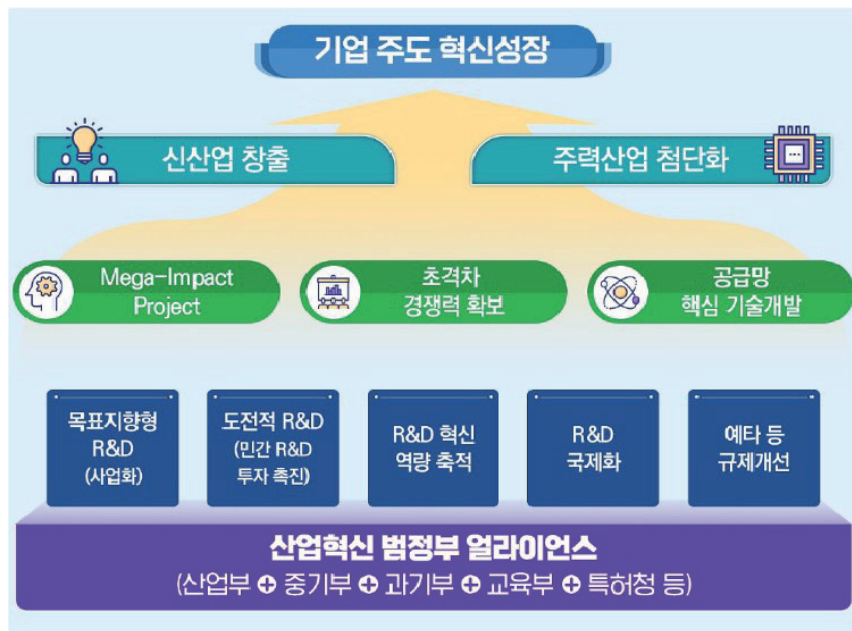 기업 주도 혁신성장
신산업 창출
주력산업 첨단화
Mega-Impact
Project
초격차
경쟁력 확보
공급망
핵심 기술개발
목표지향형
R&D
(사업화)
도전적 R&D
(민간 R&D
투자 촉진)
R&D 혁신
역량 축적
R&D
국제화
예타 등
규제개선
산업혁신 범정부 얼라이언스
(산업부 + 중기부 + 과기부 + 교육부 + 특허청 등)